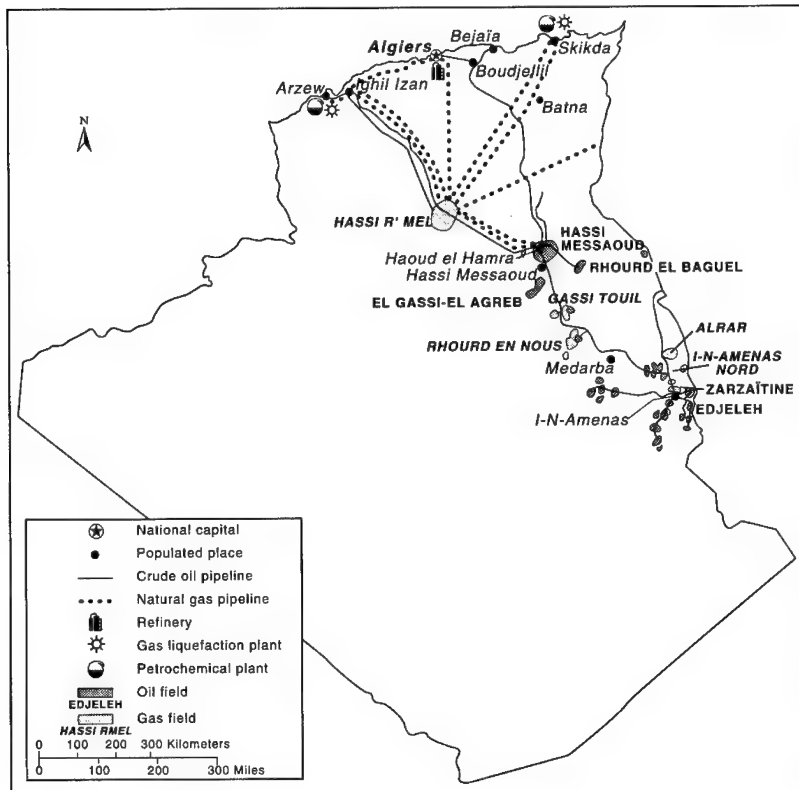 Bejaïa
Skikda
Algiers
Boudjellil
Arzew
Ighil Izan
Batna
N
HASSI R' MEL
HASSI
MESSAOUD
Haoud el Hamra
Hassi Messaoud
RHOURD EL BAGUEL
EL GASSI-EL AGREB
GASSI TOUIL
ALRAR
RHOURD EN NOUS
I-N-AMENAS
NORD
Medarba
ZARZAÏTINE
EDJELEH
I-N-Amenas
National capital
Populated place
Crude oil pipeline
Natural gas pipeline
Refinery
Gas liquefaction plant
Petrochemical plant
Oil field
EDJELEH
Gas field
HASSI RMEL
0 100 200 300 Kilometers
0 100 200 300 Miles